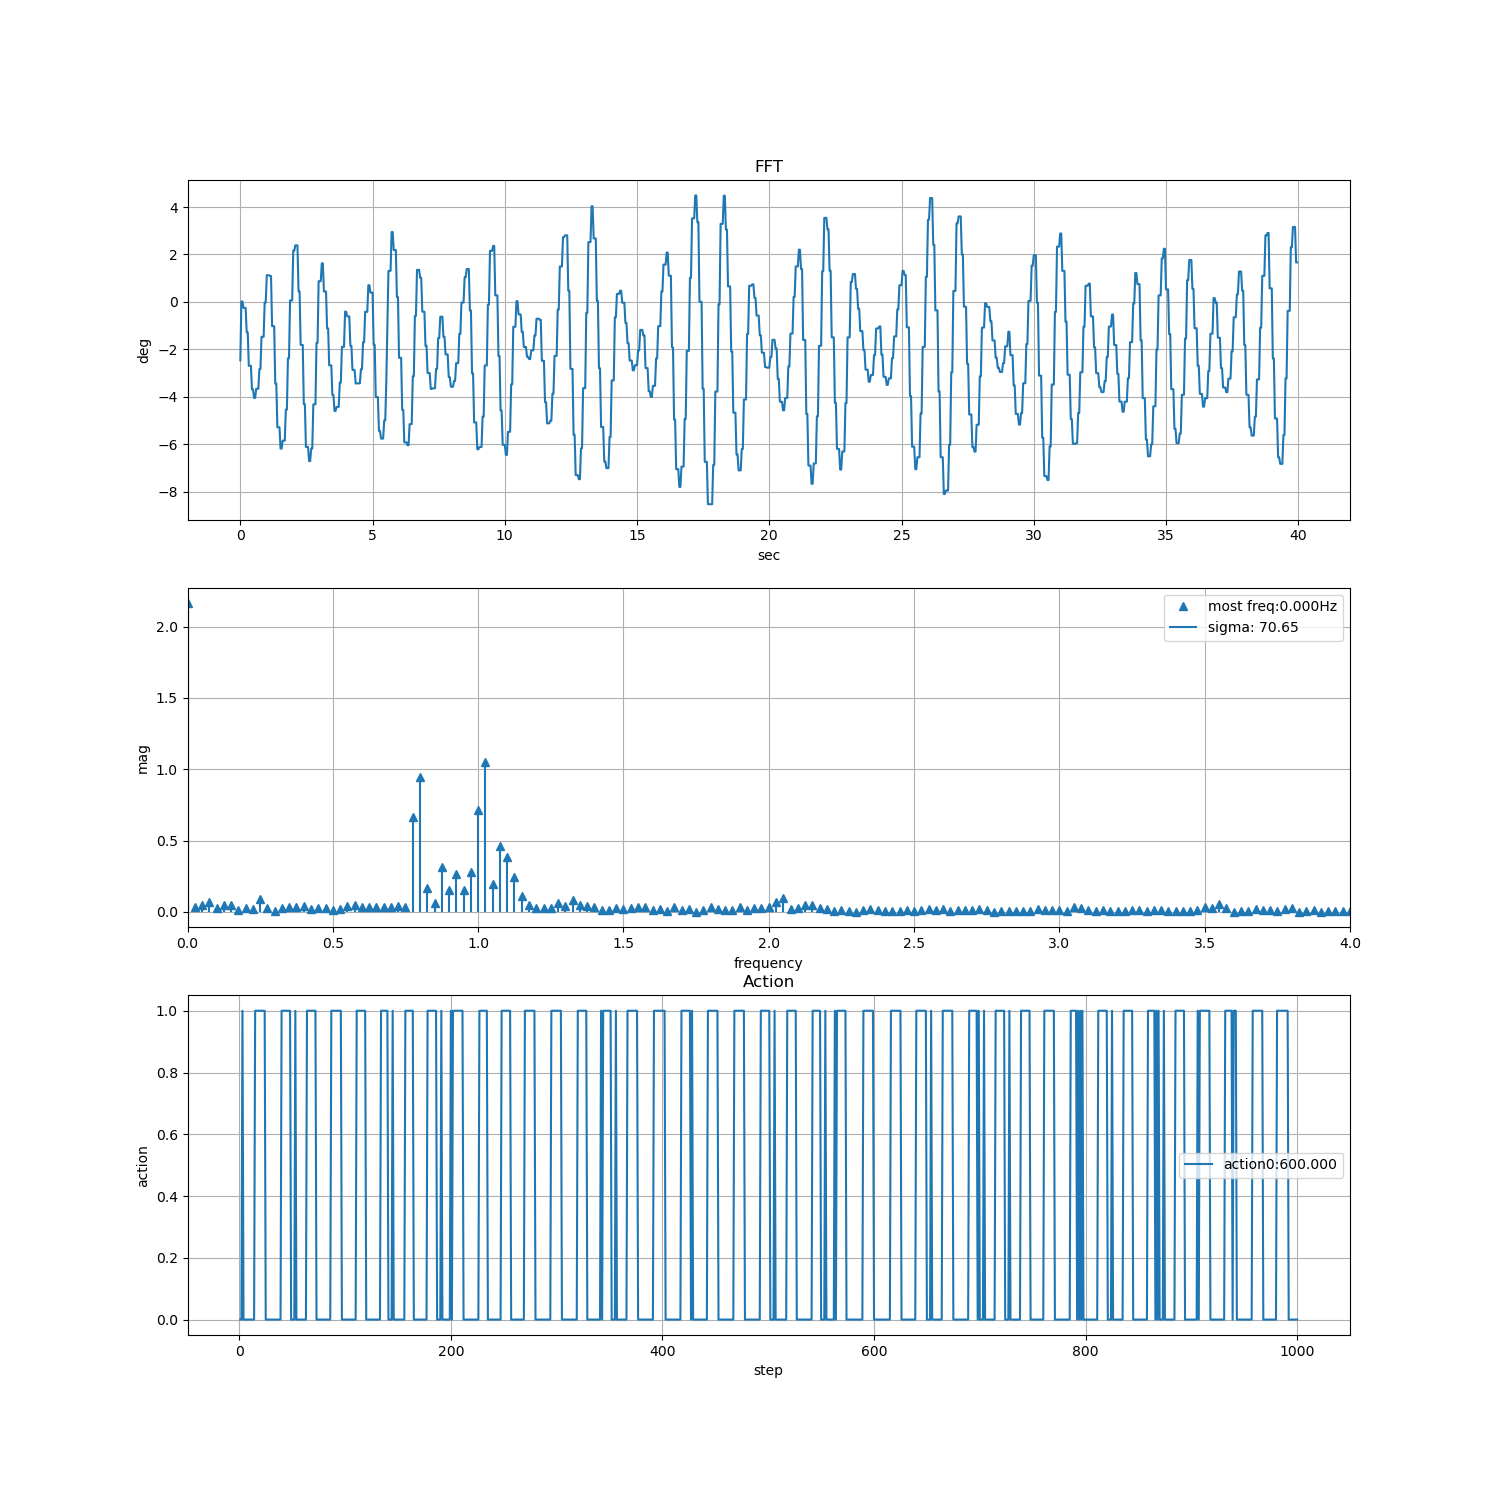 FFT
4
2
0
−2
−4
−6
−8
deg
0 5 10 15 20 25 30 35 40
sec
most freq:0.000Hz
sigma: 70.65
2.0
1.5
1.0
0.5
0.0
mag
0.0 0.5 1.0 1.5 2.0 2.5 3.0 3.5 4.0
frequency
Action
1.0
0.8
0.6
0.4
0.2
0.0
action
action0:600.000
0 200 400 600 800 1000
step